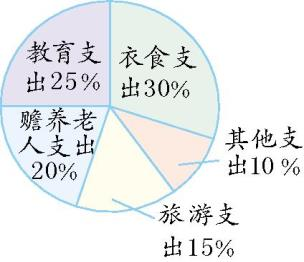 教育支
出25%
衣食支
出30%
赡养老
人支出
20%
其他支
出10%
旅游支
出15%